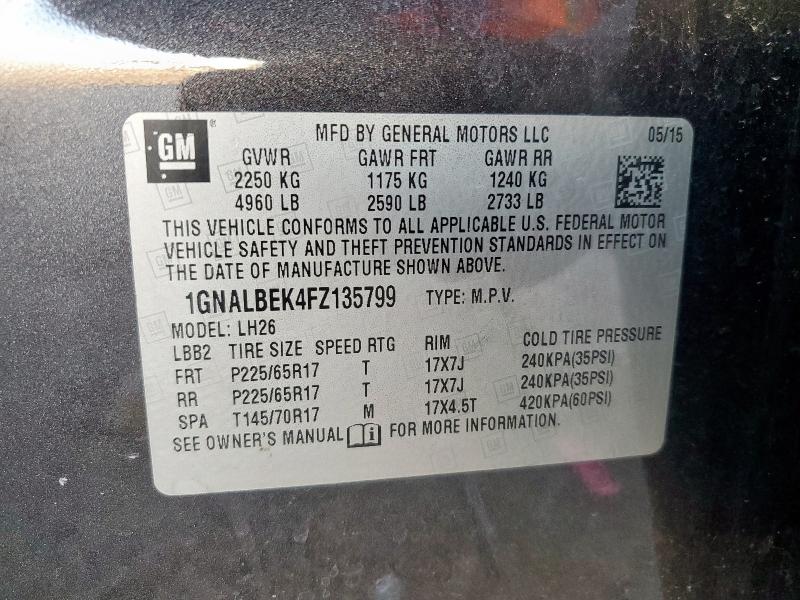 GM
MFD BY GENERAL MOTORS LLC 05/15
GVWR GAWR FRT GAWR RR
2250 KG 1175 KG 1240 KG
4960 LB 2590 LB 2733 LB
THIS VEHICLE CONFORMS TO ALL APPLICABLE U.S. FEDERAL MOTOR
VEHICLE SAFETY AND THEFT PREVENTION STANDARDS IN EFFECT ON
THE DATE OF MANUFACTURE SHOWN ABOVE.
1GNALBEK4FZ135799 TYPE: M.P.V.
MODEL: LH26
LBB2 TIRE SIZE SPEED RTG RIM COLD TIRE PRESSURE
FRT P225/65R17 T 17X7J 240KPA(35PSI)
RR P225/65R17 T 17X7J 240KPA(35PSI)
SPA T145/70R17 M 17X4.5T 420KPA(60PSI)
SEE OWNER'S MANUAL FOR MORE INFORMATION.